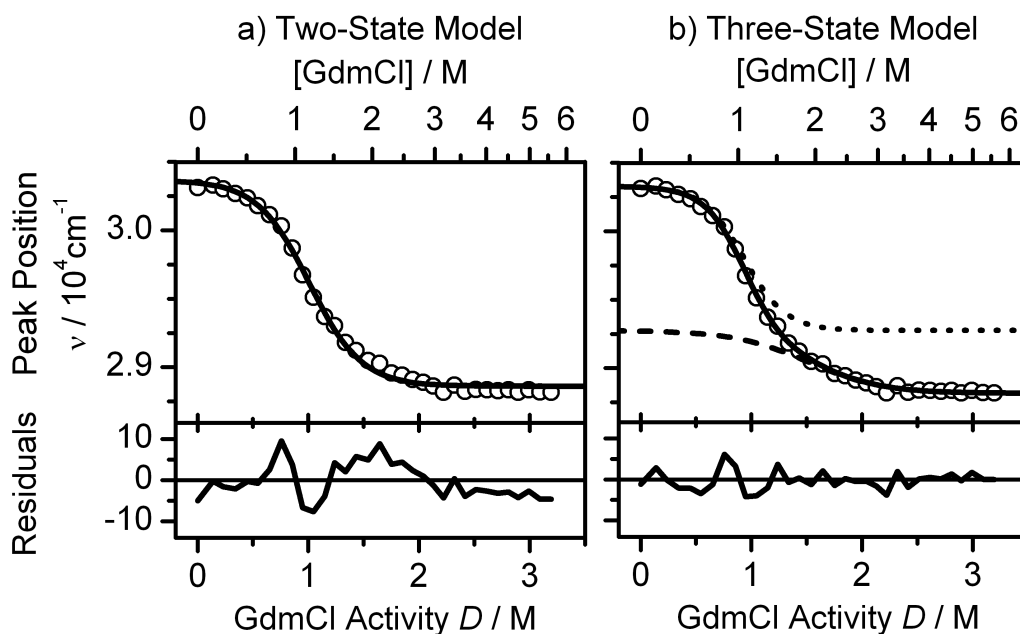 a) Two-State Model
[GdmCl] / M
0 1 2 3 4 5 6
b) Three-State Model
[GdmCl] / M
0 1 2 3 4 5 6
Peak Position
ν / 10⁴cm⁻¹
3.0
2.9
Residuals
10
0
-10
0 1 2 3
GdmCl Activity D / M
0 1 2 3
GdmCl Activity D / M